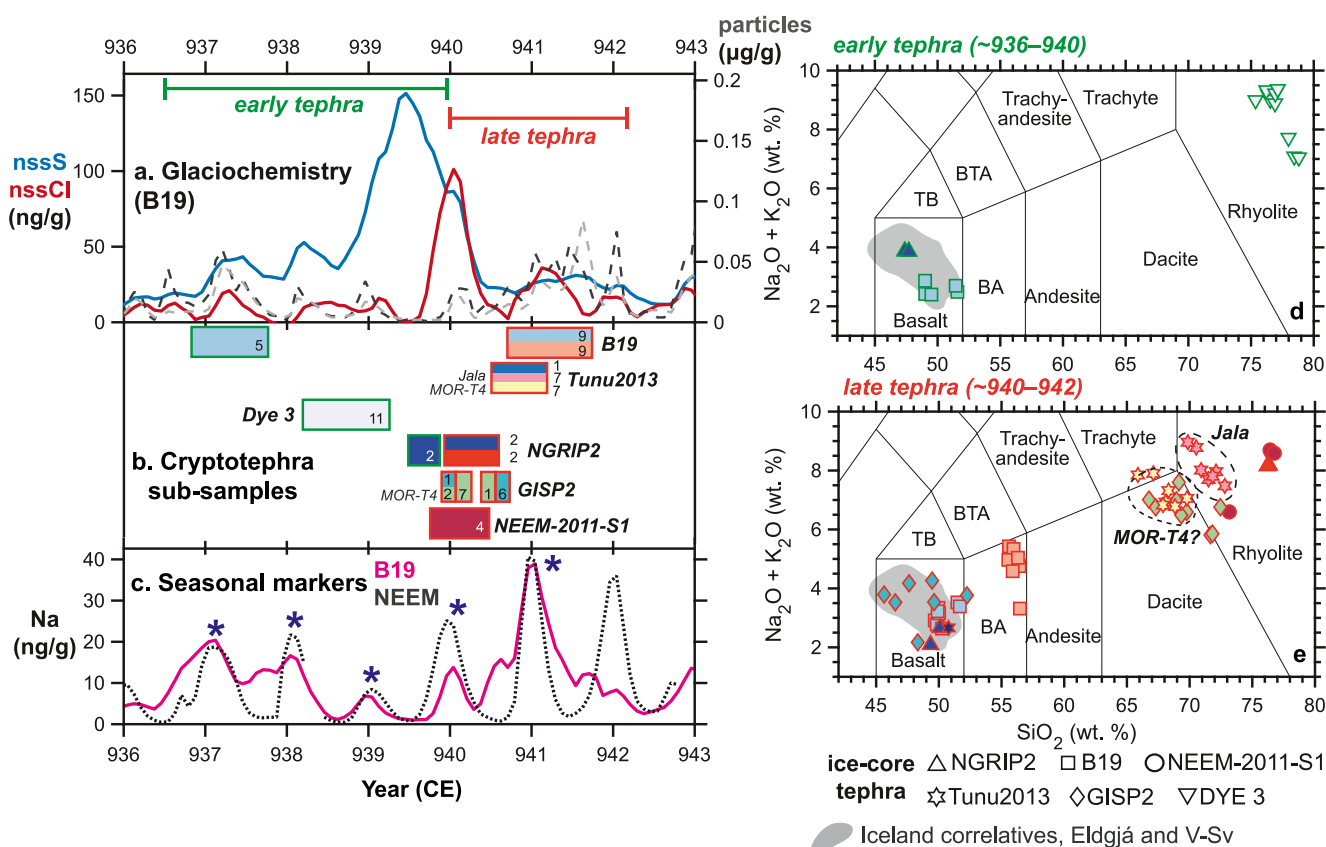 936 937 938 939 940 941 942 943
particles
(µg/g)
0.2
0.15
0.1
0.05
0
150
100
50
0
nssS
nssCl
(ng/g)
early tephra
late tephra
a. Glaciochemistry
(B19)
5
9
9
B19
Jala
MOR-T4
1
7
7
Tunu2013
Dye 3
11
2
2
2
NGRIP2
MOR-T4
1
2
7
1
6
GISP2
4
NEEM-2011-S1
b. Cryptotephra
sub-samples
c. Seasonal markers
B19
NEEM
* * * * *
Na
(ng/g)
40
30
20
10
0
936 937 938 939 940 941 942 943
Year (CE)
early tephra (~936–940)
Na2O + K2O (wt. %)
10
8
6
4
2
Trachy-
andesite
Trachyte
BTA
TB
Rhyolite
Dacite
BA
Andesite
Basalt
d
45 50 55 60 65 70 75 80
late tephra (~940–942)
Na2O + K2O (wt. %)
10
8
6
4
2
Trachy-
andesite
Trachyte
Jala
BTA
TB
MOR-T4?
Rhyolite
Dacite
BA
Andesite
Basalt
e
45 50 55 60 65 70 75 80
SiO2 (wt. %)
ice-core
tephra
NGRIP2 B19 NEEM-2011-S1
Tunu2013 GISP2 DYE 3
Iceland correlatives, Eldgjá and V-Sv